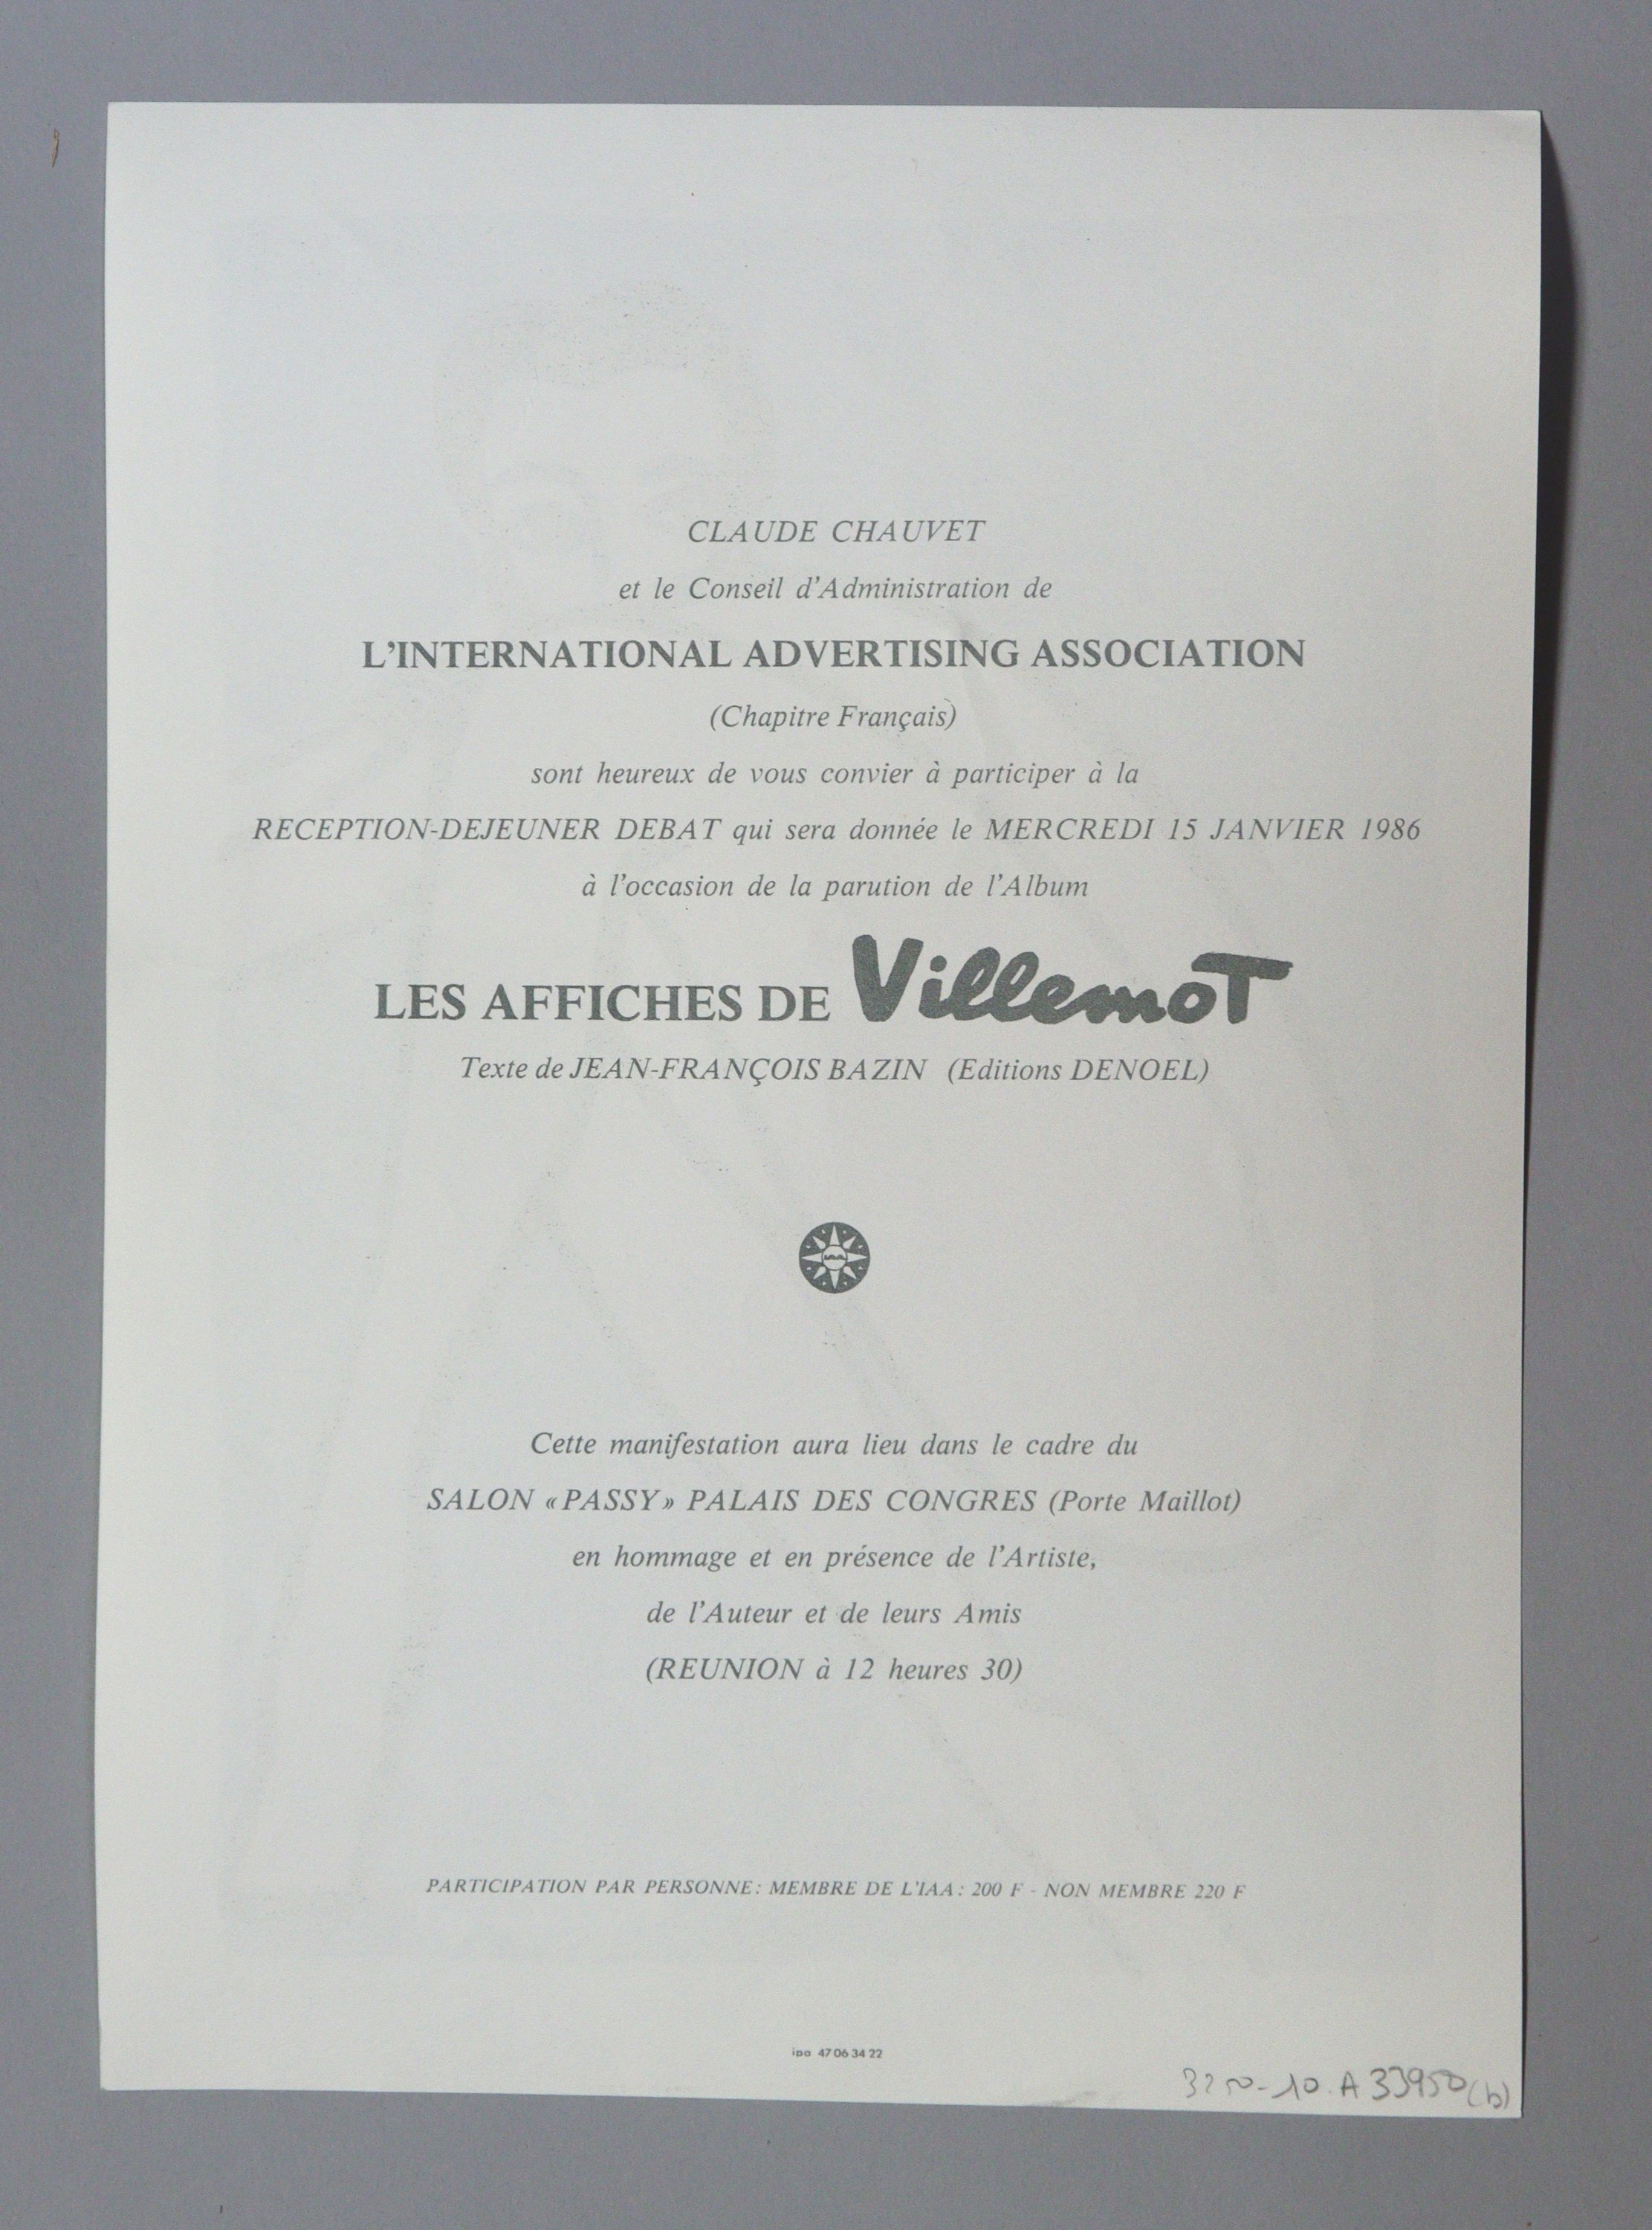 CLAUDE CHAUVET
et le Conseil d'Administration de
L'INTERNATIONAL ADVERTISING ASSOCIATION
(Chapitre Français)
sont heureux de vous convier à participer à la
RECEPTION-DEJEUNER DEBAT qui sera donnée le MERCREDI 15 JANVIER 1986
à l'occasion de la parution de l'Album
LES AFFICHES DE Villemot
Texte de JEAN-FRANÇOIS BAZIN (Editions DENOEL)
Cette manifestation aura lieu dans le cadre du
SALON «PASSY» PALAIS DES CONGRES (Porte Maillot)
en hommage et en présence de l'Artiste,
de l'Auteur et de leurs Amis
(REUNION à 12 heures 30)
PARTICIPATION PAR PERSONNE: MEMBRE DE L'IAA: 200 F - NON MEMBRE 220 F
ipa 47 06 34 22
A 33950 (b)